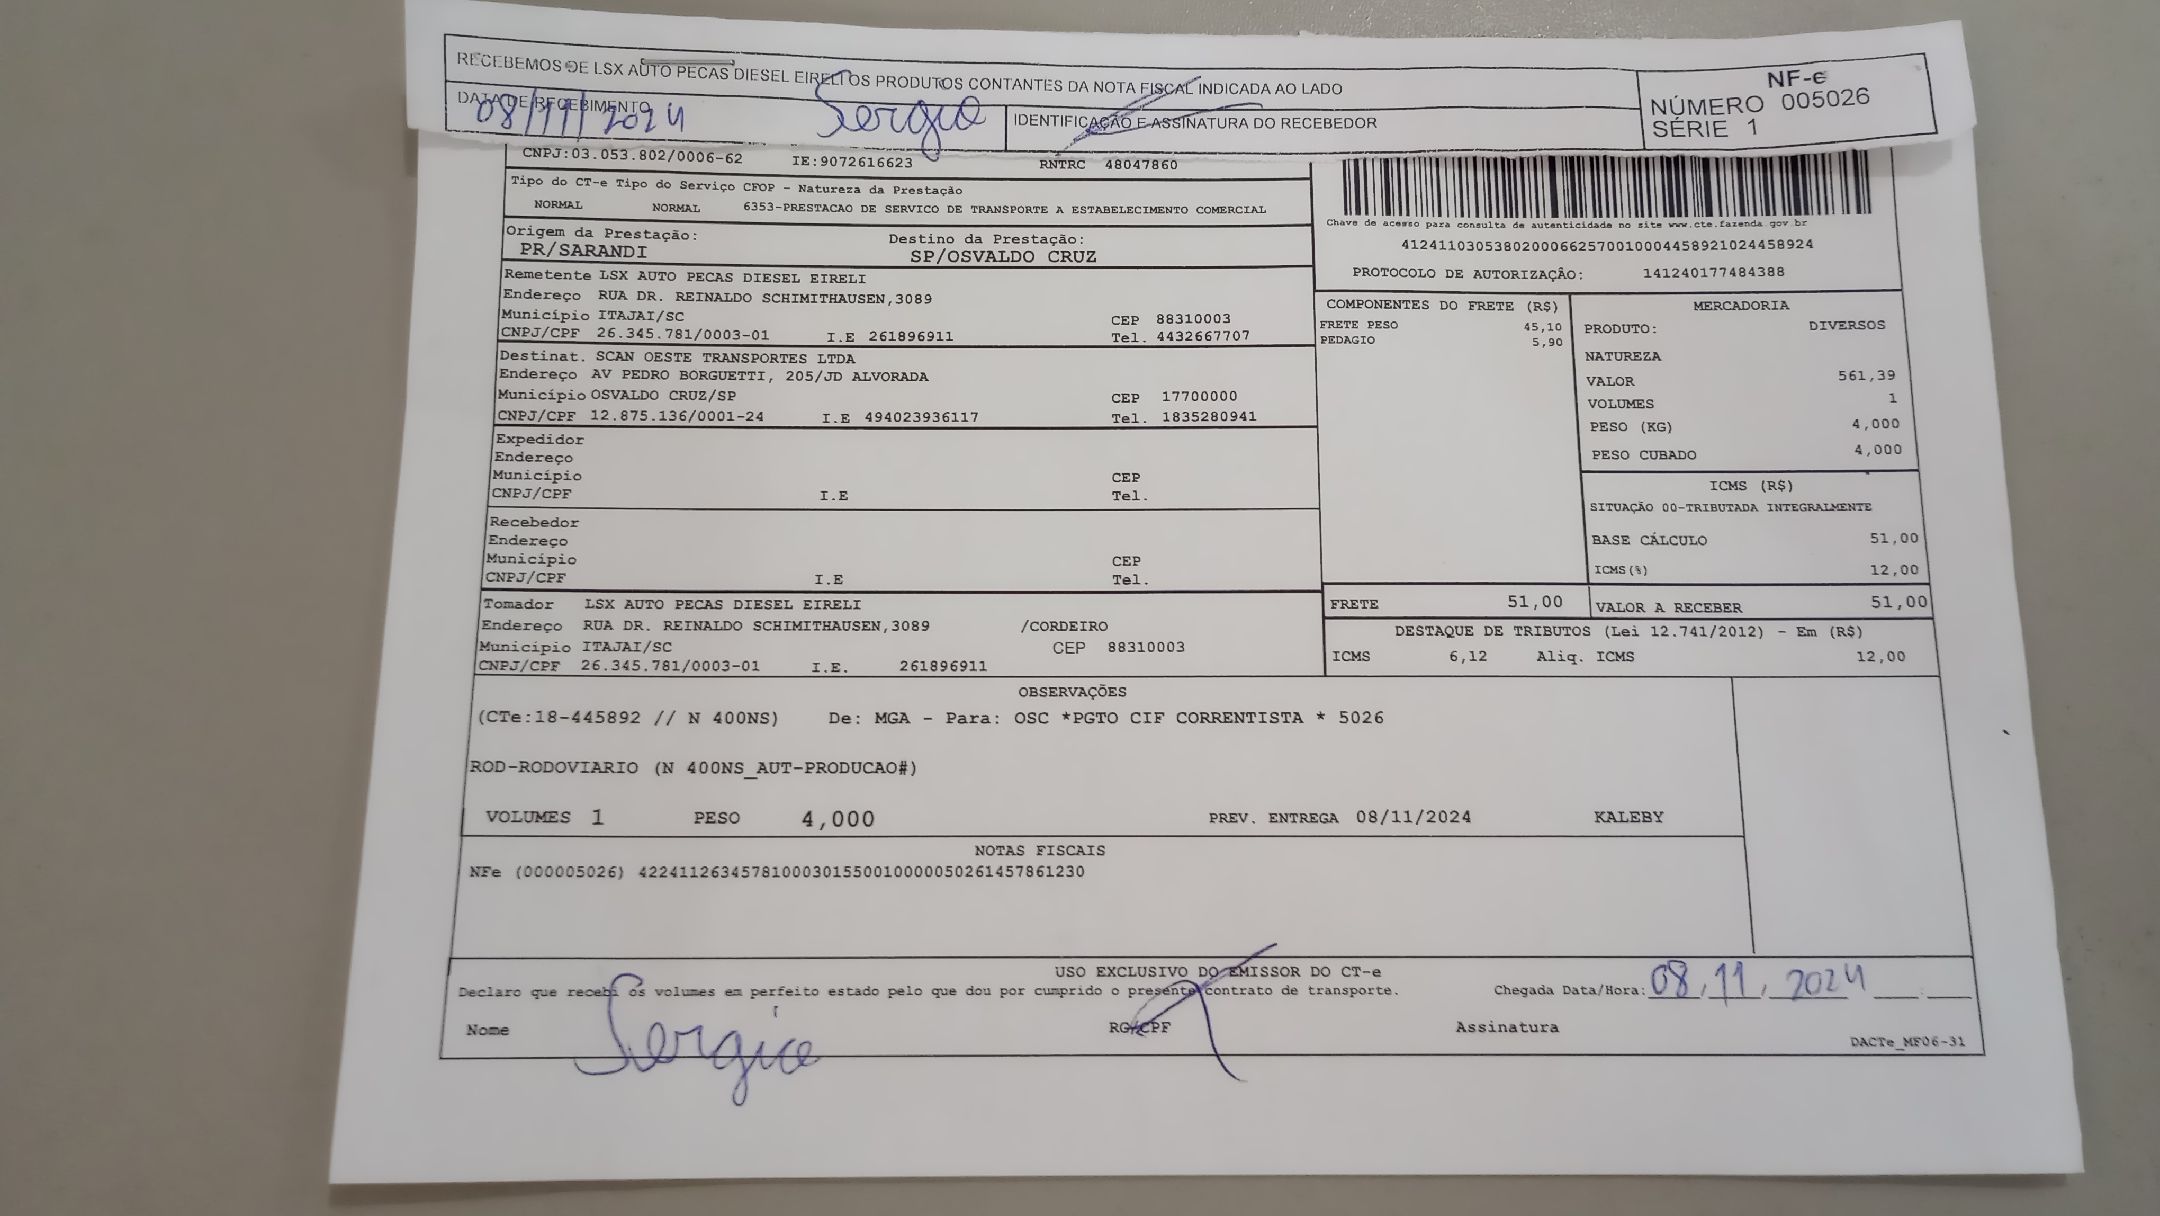 RECEBEMOS DE LSX AUTO PECAS DIESEL EIRELI OS PRODUTOS CONTANTES DA NOTA FISCAL INDICADA AO LADO
DATA DE RECEBIMENTO
08/11/2024 Sergio
IDENTIFICAÇÃO E ASSINATURA DO RECEBEDOR
NF-e
NÚMERO 005026
SÉRIE 1
CNPJ:03.053.802/0006-62 IE:9072616623 RNTRC 48047860
Tipo do CT-e Tipo do Serviço CFOP - Natureza da Prestação
NORMAL NORMAL 6353-PRESTACAO DE SERVICO DE TRANSPORTE A ESTABELECIMENTO COMERCIAL
Origem da Prestação: Destino da Prestação:
PR/SARANDI SP/OSVALDO CRUZ
Chave de acesso para consulta de autenticidade no site www.cte.fazenda.gov.br
41241103053802000662570010004458921024458924
PROTOCOLO DE AUTORIZAÇÃO: 141240177484388
Remetente LSX AUTO PECAS DIESEL EIRELI
Endereço RUA DR. REINALDO SCHIMITHAUSEN,3089
Município ITAJAI/SC CEP 88310003
CNPJ/CPF 26.345.781/0003-01 I.E 261896911 Tel. 4432667707
Destinat. SCAN OESTE TRANSPORTES LTDA
Endereço AV PEDRO BORGUETTI, 205/JD ALVORADA
Município OSVALDO CRUZ/SP CEP 17700000
CNPJ/CPF 12.875.136/0001-24 I.E 494023936117 Tel. 1835280941
Expedidor
Endereço
Município CEP
CNPJ/CPF I.E Tel.
Recebedor
Endereço
Município CEP
CNPJ/CPF I.E Tel.
Tomador LSX AUTO PECAS DIESEL EIRELI
Endereço RUA DR. REINALDO SCHIMITHAUSEN,3089 /CORDEIRO
Município ITAJAI/SC CEP 88310003
CNPJ/CPF 26.345.781/0003-01 I.E. 261896911
COMPONENTES DO FRETE (R$)
FRETE PESO 45,10
PEDAGIO 5,90
MERCADORIA
PRODUTO: DIVERSOS
NATUREZA
VALOR 561,39
VOLUMES 1
PESO (KG) 4,000
PESO CUBADO 4,000
ICMS (R$)
SITUAÇÃO 00-TRIBUTADA INTEGRALMENTE
BASE CÁLCULO 51,00
ICMS(%) 12,00
FRETE 51,00 VALOR A RECEBER 51,00
DESTAQUE DE TRIBUTOS (Lei 12.741/2012) - Em (R$)
ICMS 6,12 Aliq. ICMS 12,00
OBSERVAÇÕES
(CTe:18-445892 // N 400NS) De: MGA - Para: OSC *PGTO CIF CORRENTISTA * 5026
ROD-RODOVIARIO (N 400NS_AUT-PRODUCAO#)
VOLUMES 1 PESO 4,000 PREV. ENTREGA 08/11/2024 KALEBY
NOTAS FISCAIS
NFe (000005026) 42241126345781000301550010000050261457861230
USO EXCLUSIVO DO EMISSOR DO CT-e
Declaro que recebi os volumes em perfeito estado pelo que dou por cumprido o presente contrato de transporte. Chegada Data/Hora: 08,11,2024
Nome Sergio RG/CPF Assinatura
DACTe_MF06-31